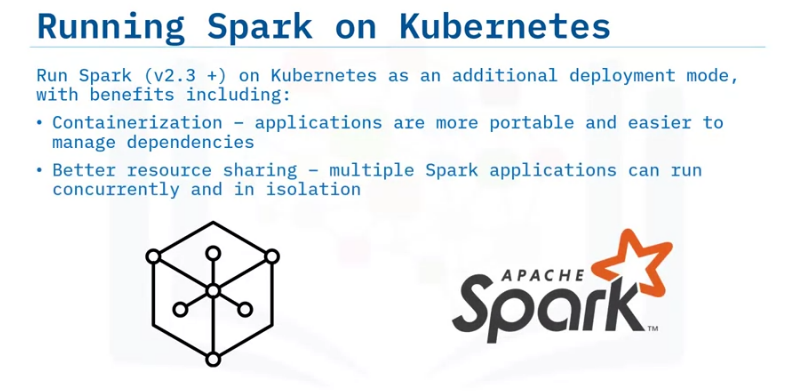 Running Spark on Kubernetes
Run Spark (v2.3 +) on Kubernetes as an additional deployment mode,
with benefits including:
• Containerization – applications are more portable and easier to
manage dependencies
• Better resource sharing – multiple Spark applications can run
concurrently and in isolation
APACHE
Spark™